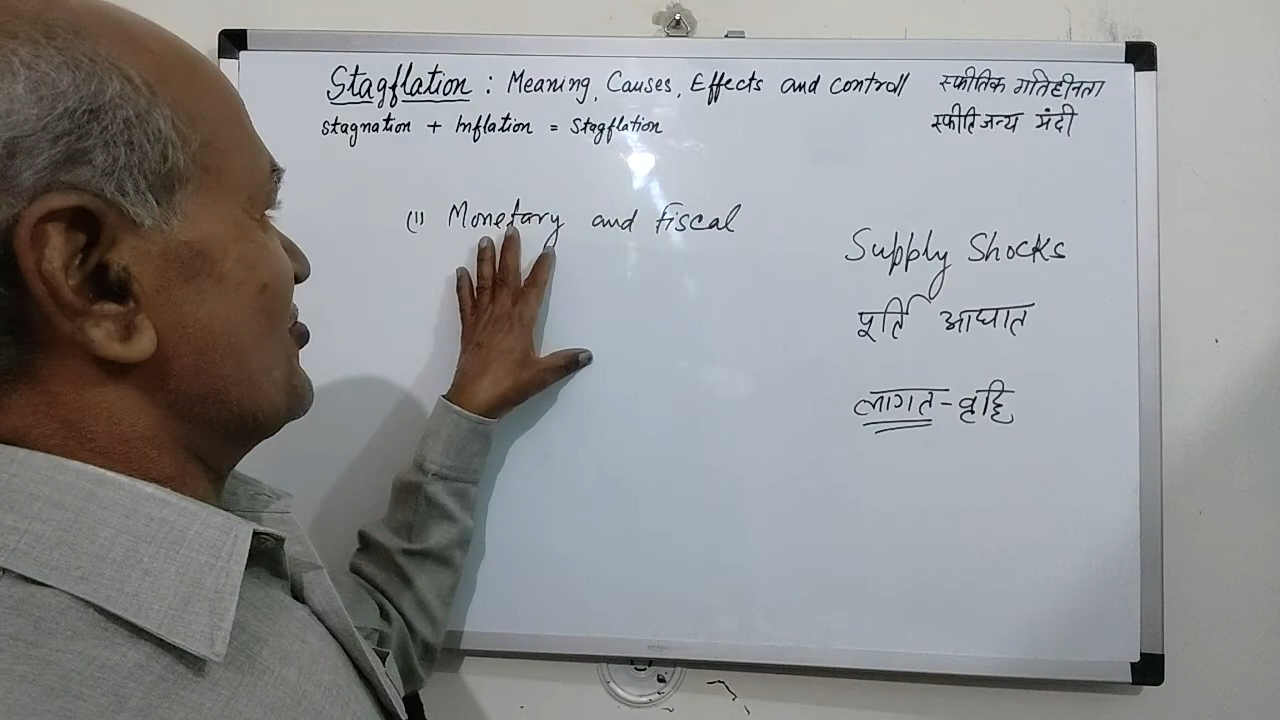 Stagflation : Meaning, Causes, Effects and controll
स्फीतिक गतिहीनता
Stagnation + Inflation = Stagflation
स्फीति जन्य मंदी
(1) Monetary and fiscal
Supply Shocks
पूर्ति आघात
लागत-वृद्दि